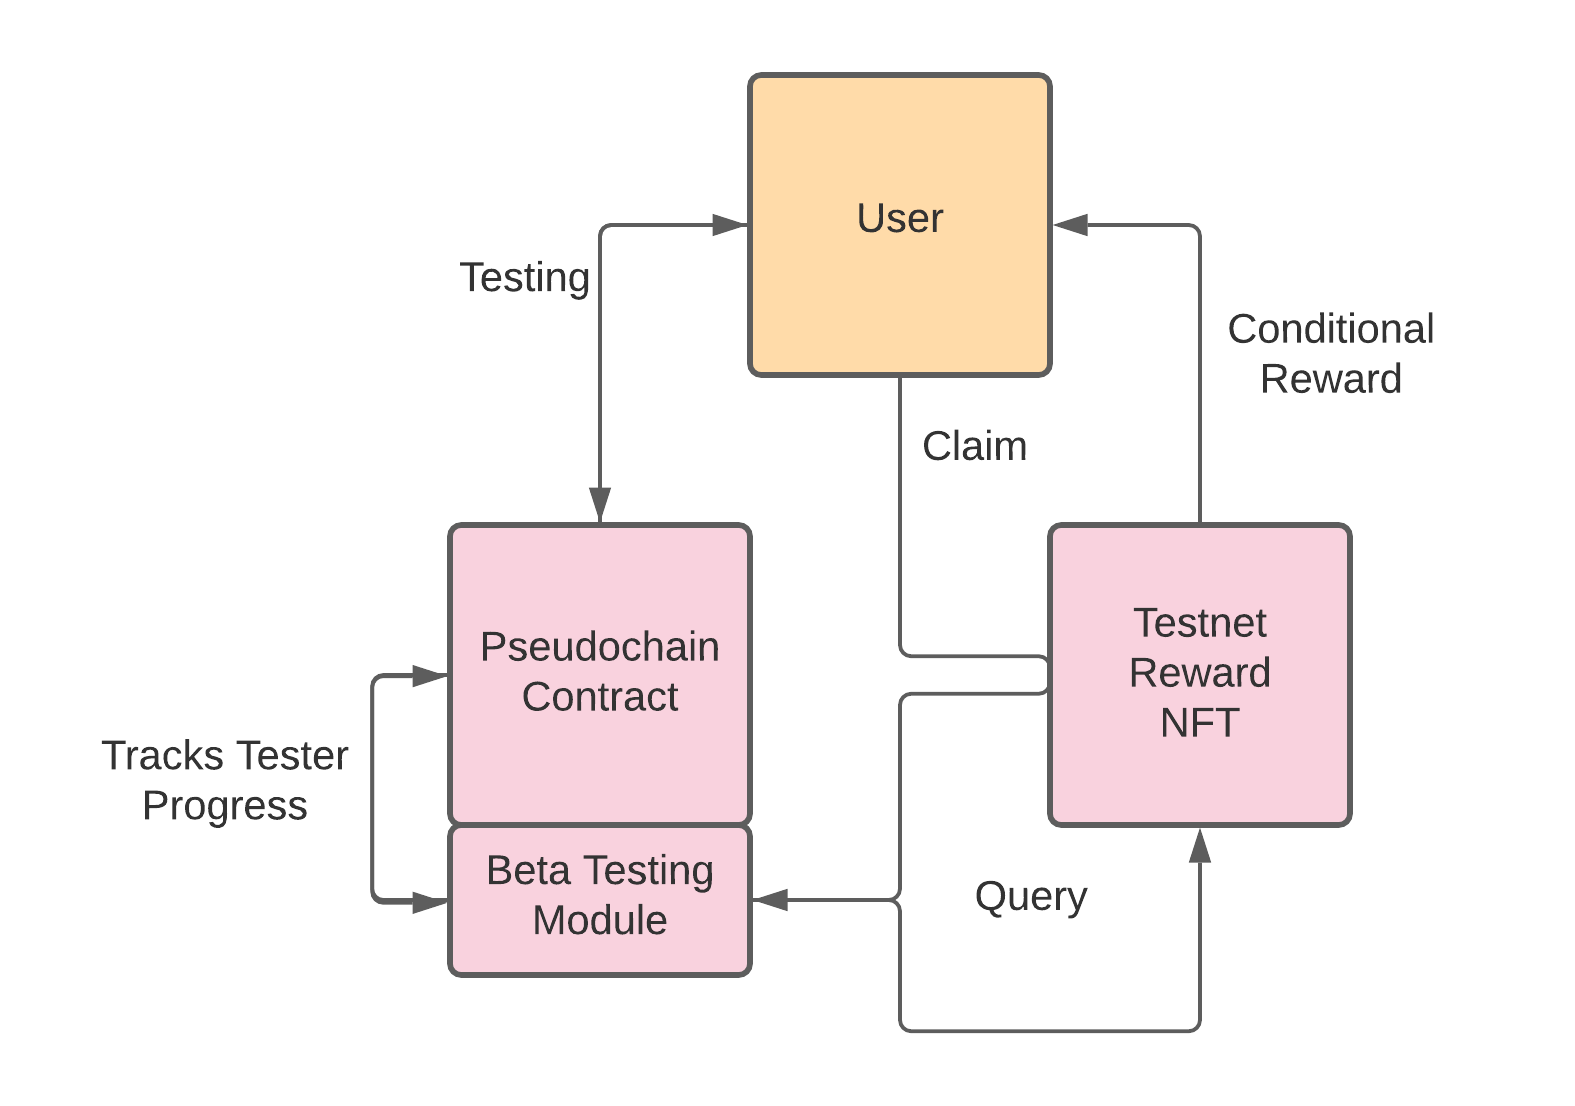 User
Testing
Conditional
Reward
Claim
Pseudochain
Contract
Testnet
Reward
NFT
Tracks Tester
Progress
Beta Testing
Module
Query